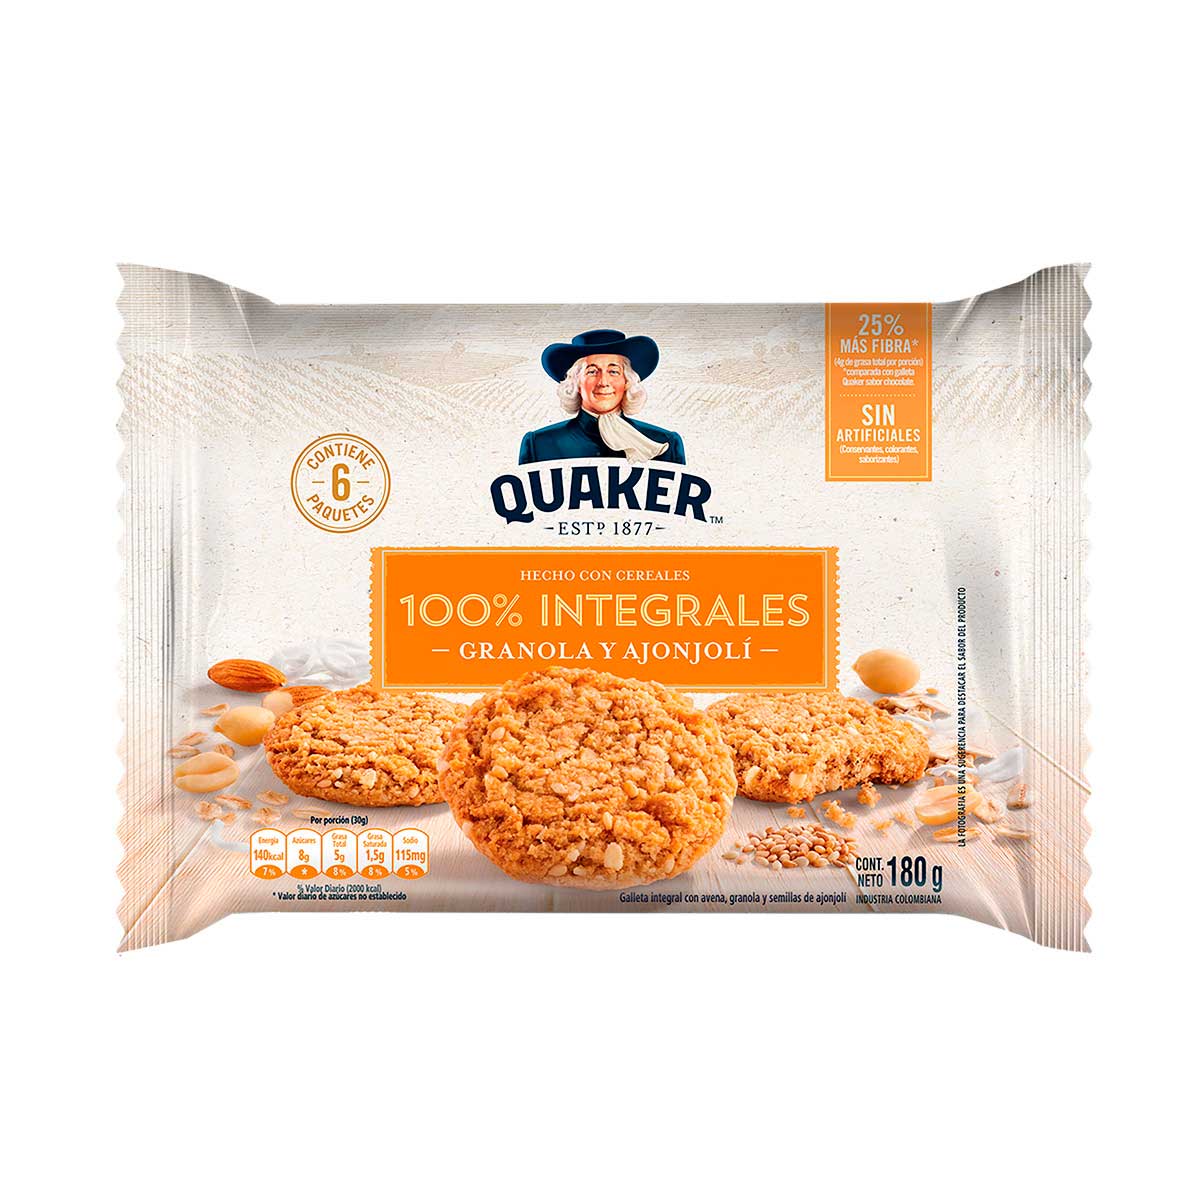 25%
MÁS FIBRA*
(4g de grasa total por porción)
*comparada con galleta
Quaker sabor chocolate.
SIN
ARTIFICIALES
(Conservantes, colorantes,
saborizantes)
CONTIENE
6
PAQUETES
QUAKER™
ESTD 1877
HECHO CON CEREALES
100% INTEGRALES
GRANOLA Y AJONJOLÍ
Por porción (30g)
Energía Azúcares Grasa Total Grasa Saturada Sodio
140kcal 8g 5g 1,5g 115mg
7% * 8% 8% 5%
% Valor Diario (2000 kcal)
* Valor diario de azúcares no establecido
Galleta integral con avena, granola y semillas de ajonjolí
CONT.
NETO 180 g
INDUSTRIA COLOMBIANA
LA FOTOGRAFIA ES UNA SUGERENCIA PARA DESTACAR EL SABOR DEL PRODUCTO